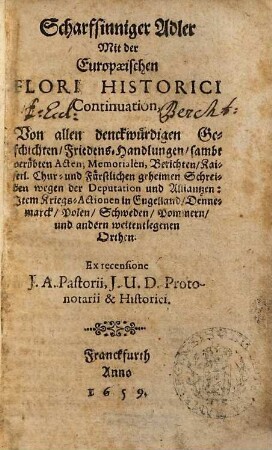 Scharffsinniger Adler
Mit der
Europæischen
FLORI HISTORICI
Continuation,
Von allen denckwürdigen Ge-
schichten/Friedens-Handlungen/sambt
verübten Acten, Memorialen, Berichten/Kai-
serl. Chur- und Fürstlichen geheimen Schrei-
ben wegen der Deputation und Alliantzen:
Item Kriegs-Actionen in Engelland/Denne-
marck/Polen/Schweden/Pommern/
und andern weltentlegenen
Orthen.
Ex recensione
J. A. Pastorii, J. U. D. Proto-
notarii & Historici.
Franckfurth
Anno
1659.